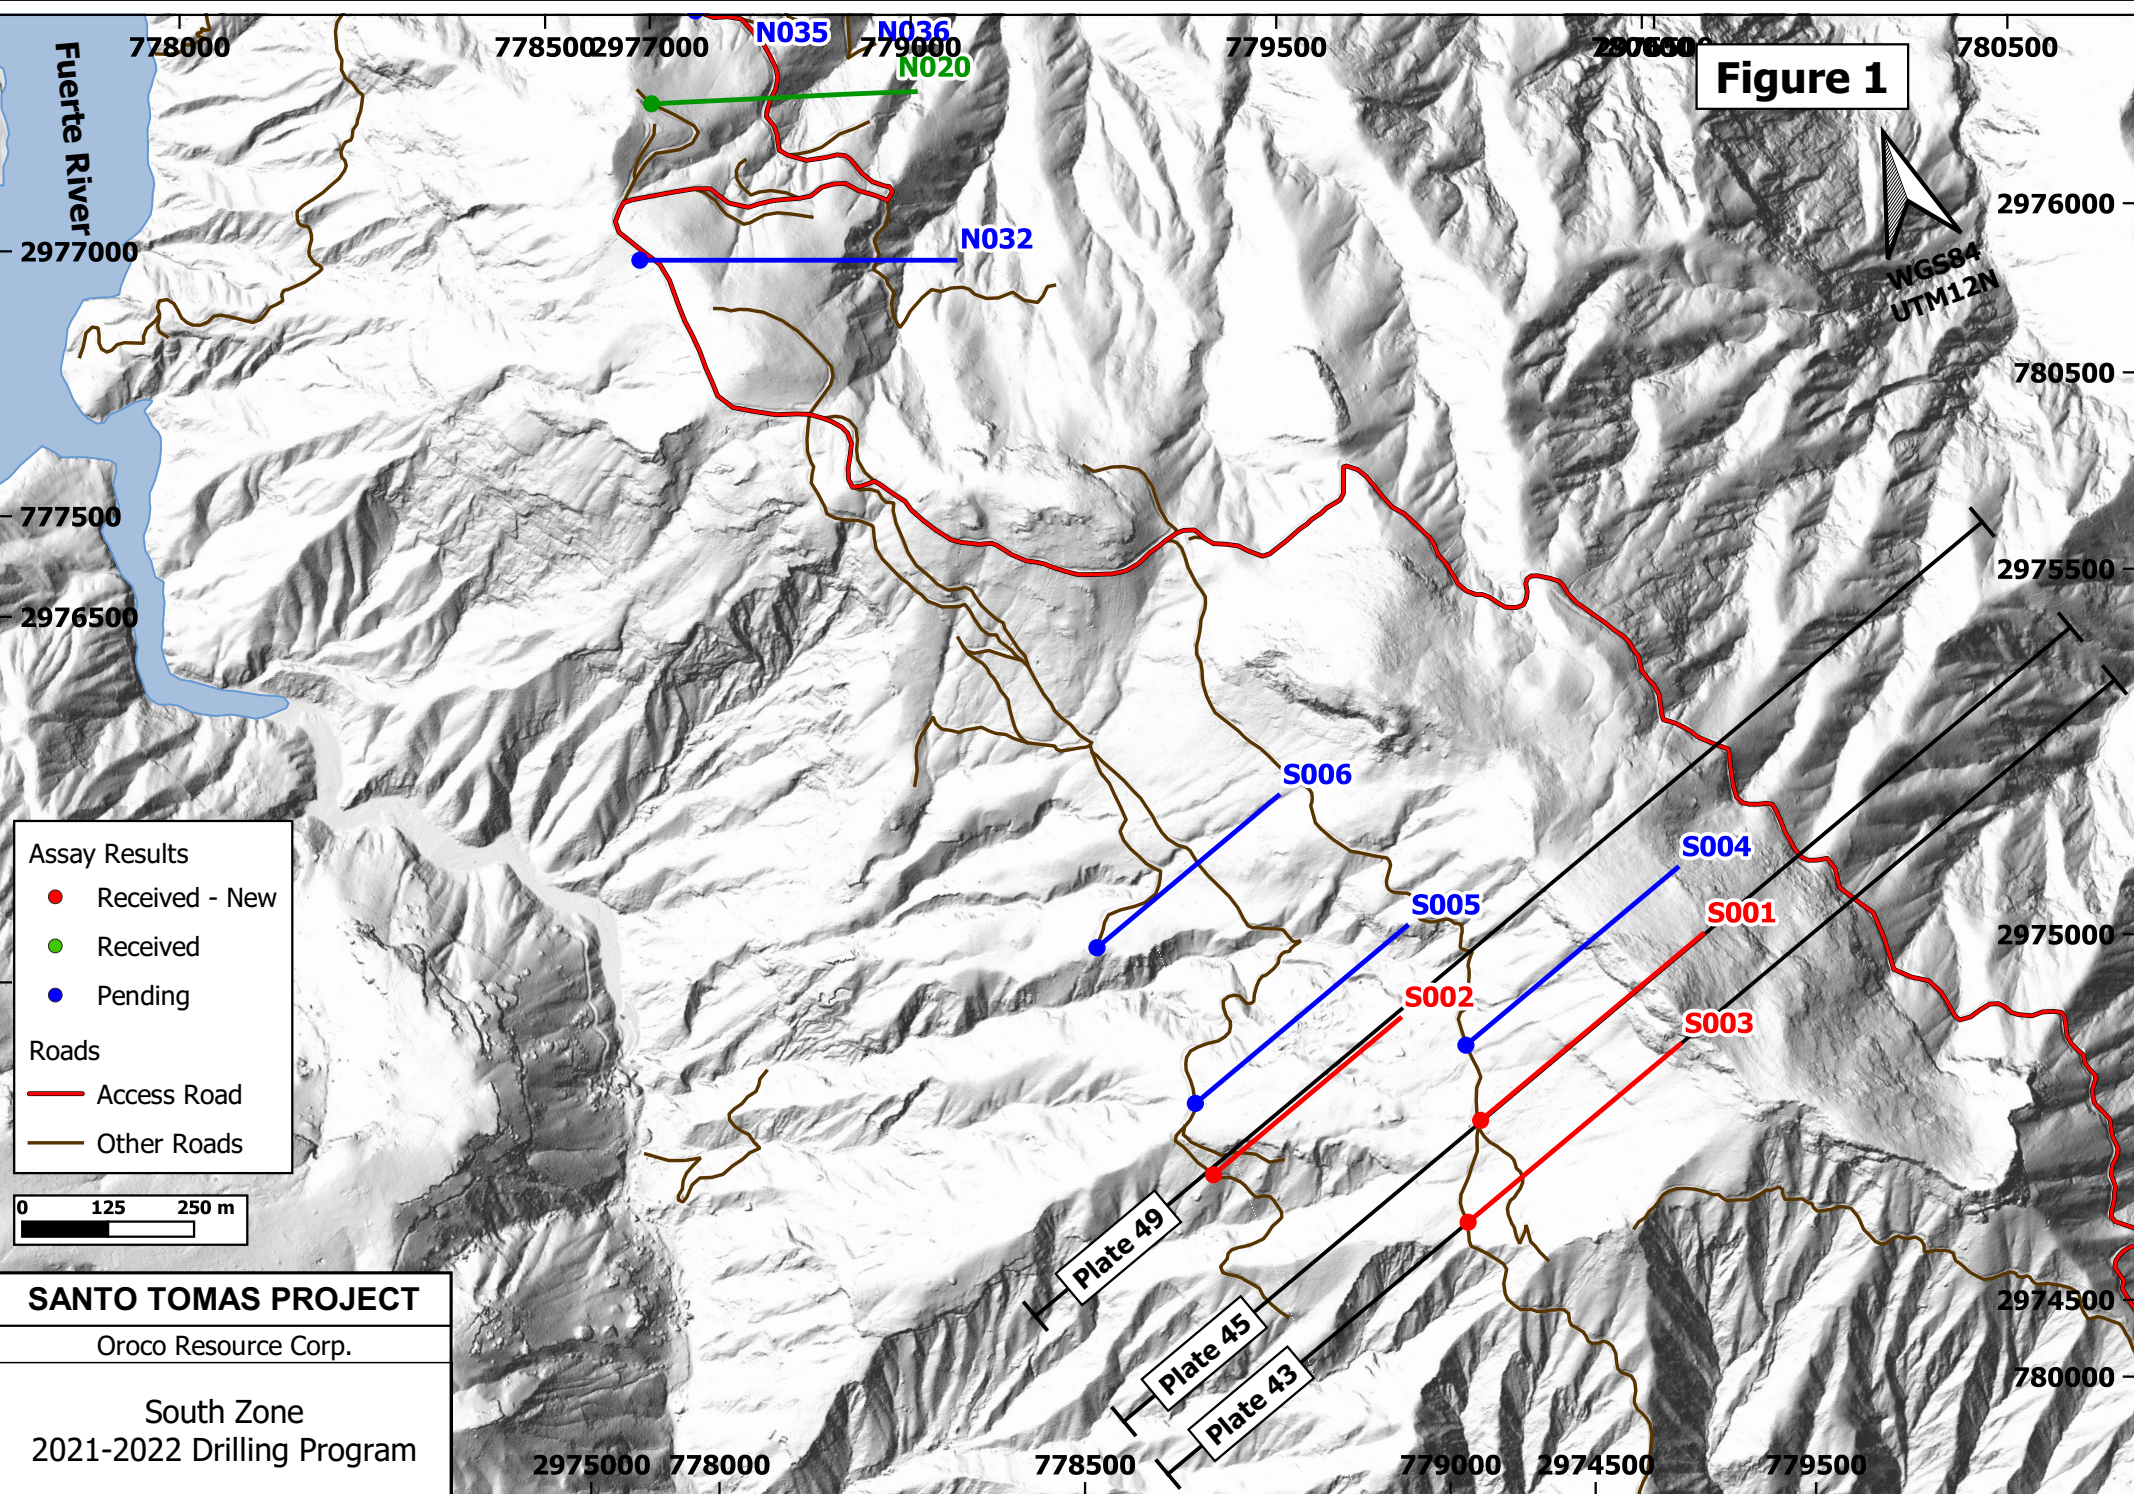 778000
778500
2977000
N035
N036
779000
779500
2976500
780500
N020
Figure 1
Fuerte River
2976000
N032
2977000
WGS84
UTM12N
780500
777500
2975500
2976500
S006
S004
S005
S001
2975000
S002
S003
Assay Results
Received - New
Received
Pending
Roads
Access Road
Other Roads
0 125 250 m
Plate 49
Plate 45
Plate 43
2974500
780000
SANTO TOMAS PROJECT
Oroco Resource Corp.
South Zone
2021-2022 Drilling Program
2975000
778000
778500
779000
2974500
779500